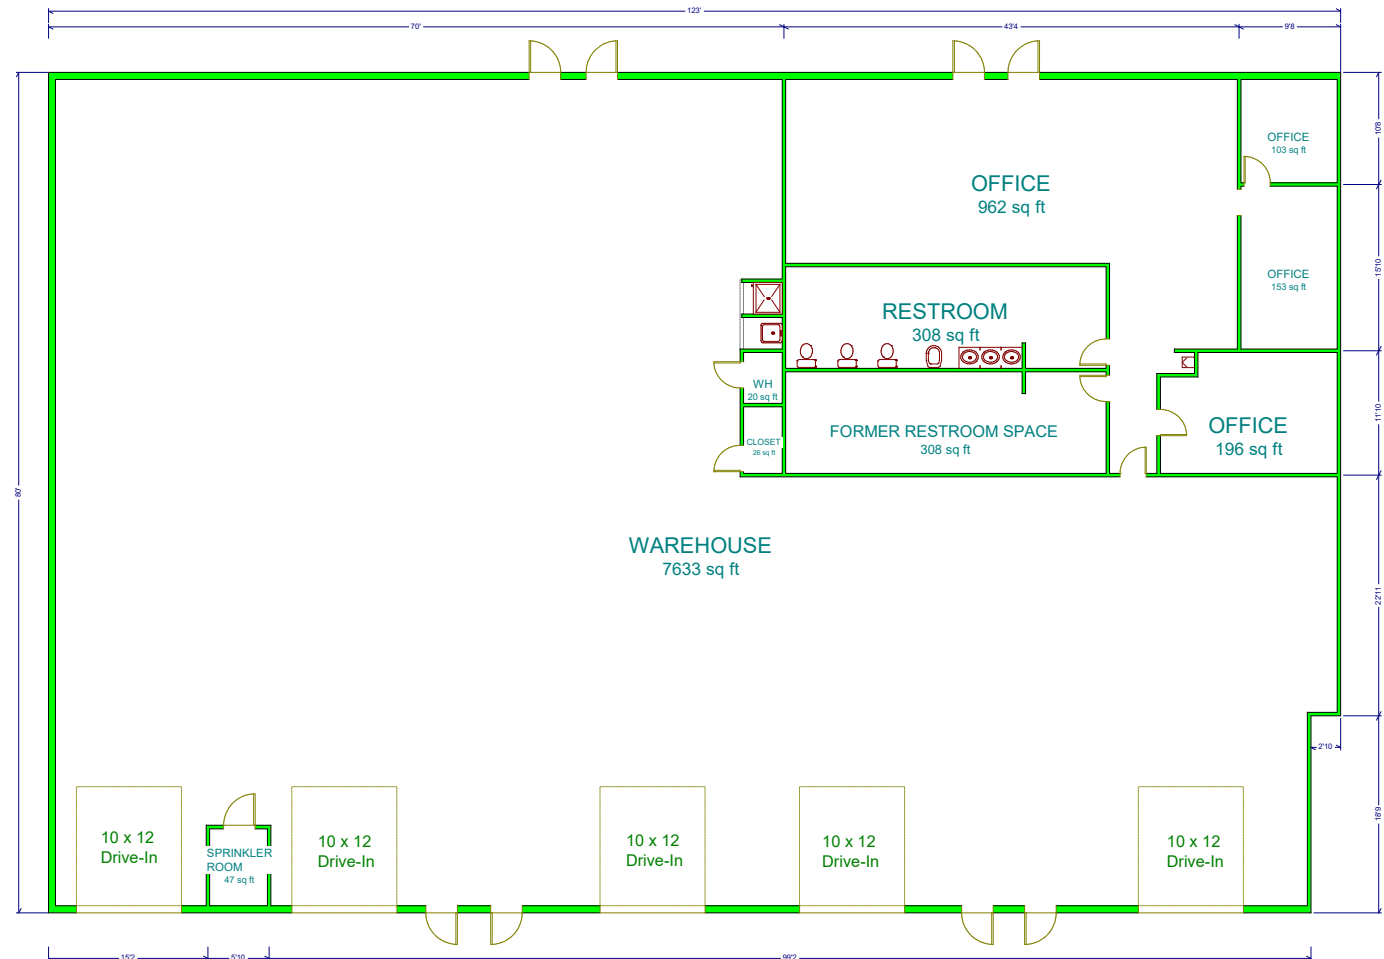 123'
70'
43'4
9'8
10'8
OFFICE
103 sq ft
OFFICE
962 sq ft
15'10
OFFICE
153 sq ft
RESTROOM
308 sq ft
WH
20 sq ft
11'10
OFFICE
196 sq ft
FORMER RESTROOM SPACE
308 sq ft
CLOSET
26 sq ft
80'
WAREHOUSE
7633 sq ft
22'11
2'10
18'9
10 x 12
Drive-In
SPRINKLER
ROOM
47 sq ft
10 x 12
Drive-In
10 x 12
Drive-In
10 x 12
Drive-In
10 x 12
Drive-In
15'2
5'10
99'2